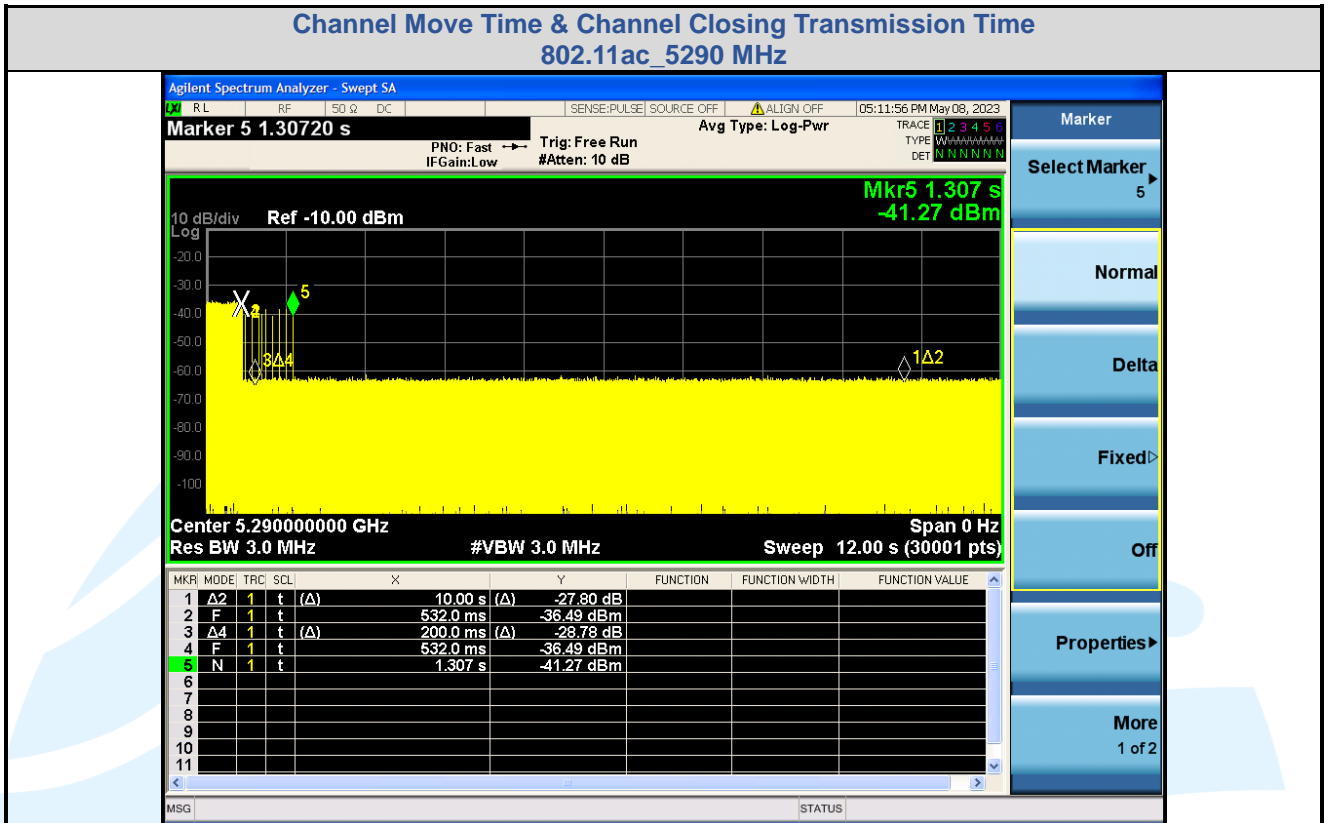 Channel Move Time & Channel Closing Transmission Time
802.11ac_5290 MHz
Agilent Spectrum Analyzer - Swept SA
LXI RL RF 50 Ω DC SENSE:PULSE SOURCE OFF ALIGN OFF 05:11:56 PM May 08, 2023
Marker 5 1.30720 s
PNO: Fast
IFGain:Low
Trig: Free Run
#Atten: 10 dB
Avg Type: Log-Pwr
TRACE 1 2 3 4 5 6
TYPE W
DET N N N N N N
Mkr5 1.307 s
-41.27 dBm
10 dB/div Ref -10.00 dBm
Log
-20.0
-30.0
-40.0
-50.0
-60.0
-70.0
-80.0
-90.0
-100
5
3Δ4
1Δ2
Center 5.290000000 GHz Span 0 Hz
Res BW 3.0 MHz #VBW 3.0 MHz Sweep 12.00 s (30001 pts)
MKR MODE TRC SCL X Y FUNCTION FUNCTION WIDTH FUNCTION VALUE
1 Δ2 1 t (Δ) 10.00 s (Δ) -27.80 dB
2 F 1 t 532.0 ms -36.49 dBm
3 Δ4 1 t (Δ) 200.0 ms (Δ) -28.78 dB
4 F 1 t 532.0 ms -36.49 dBm
5 N 1 t 1.307 s -41.27 dBm
6
7
8
9
10
11
MSG STATUS
Marker
Select Marker
5
Normal
Delta
Fixed
Off
Properties
More
1 of 2